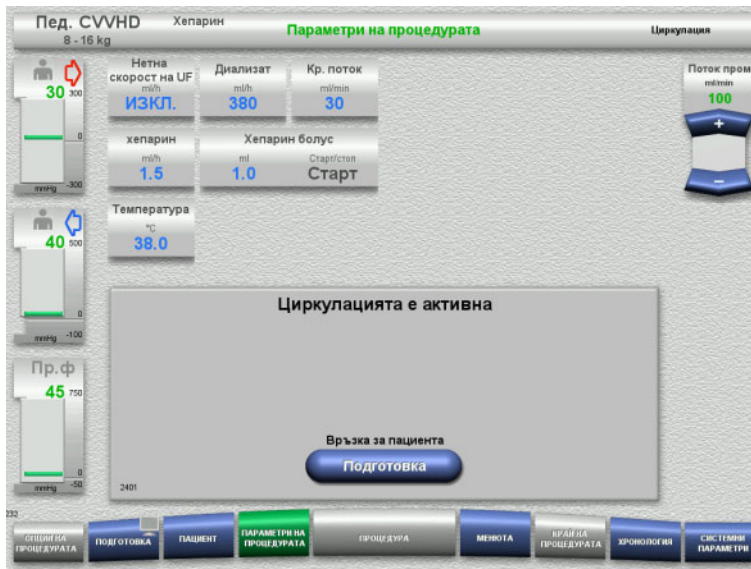 Пед. CVVHD
Хепарин
8 - 16 kg
Параметри на процедурата
Циркулация
30
300
0
mmHg
-300
Нетна
скорост на UF
ml/h
ИЗКЛ.
Диализат
ml/h
380
Кр. поток
ml/min
30
Поток пром
ml/min
100
+
–
хепарин
ml/h
1.5
Хепарин болус
ml
1.0
Старт/стоп
Старт
40
500
0
mmHg
-100
Температура
°C
38.0
Циркулацията е активна
Пр.ф
45
750
0
mmHg
-50
Връзка за пациента
Подготовка
2401
232
ОПЦИИ НА
ПРОЦЕДУРАТА
ПОДГОТОВКА
ПАЦИЕНТ
ПАРАМЕТРИ НА
ПРОЦЕДУРАТА
ПРОЦЕДУРА
МЕНЮТА
КРАЙ НА
ПРОЦЕДУРАТА
ХРОНОЛОГИЯ
СИСТЕМНИ
ПАРАМЕТРИ